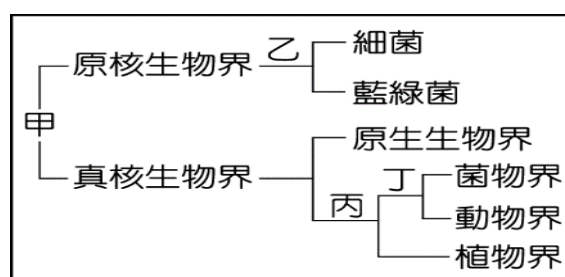 細菌
原核生物界 乙
藍綠菌
甲
原生生物界
真核生物界
丁 菌物界
丙
動物界
植物界